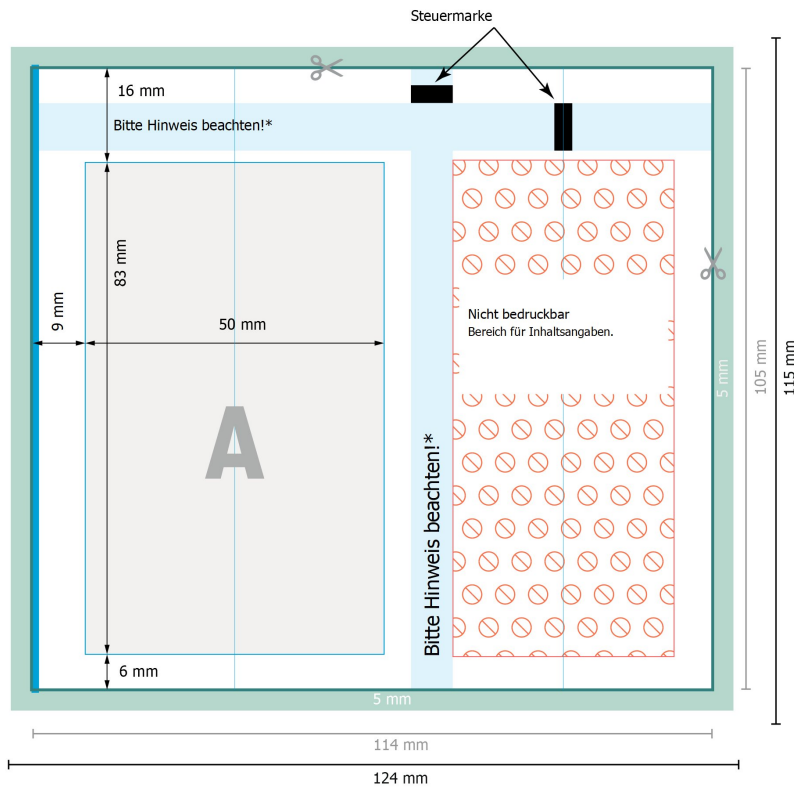 Steuermarke
16 mm
Bitte Hinweis beachten!*
83 mm
9 mm
50 mm
Nicht bedruckbar
Bereich für Inhaltsangaben.
A
Bitte Hinweis beachten!*
6 mm
5 mm
5 mm
105 mm
115 mm
114 mm
124 mm